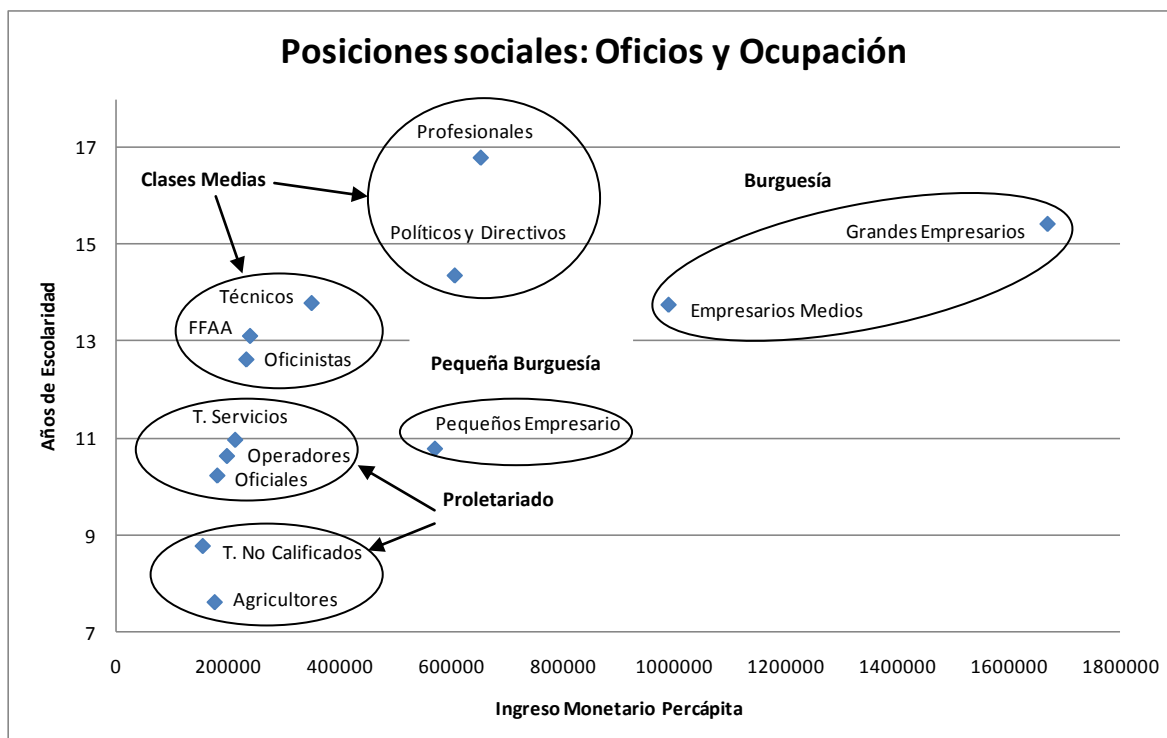 Posiciones sociales: Oficios y Ocupación
Años de Escolaridad
17
15
13
11
9
7
Profesionales
Clases Medias
Burguesía
Políticos y Directivos
Grandes Empresarios
Técnicos
FFAA
Oficinistas
Empresarios Medios
Pequeña Burguesía
T. Servicios
Pequeños Empresario
Operadores
Oficiales
Proletariado
T. No Calificados
Agricultores
0 200000 400000 600000 800000 1000000 1200000 1400000 1600000 1800000
Ingreso Monetario Percápita